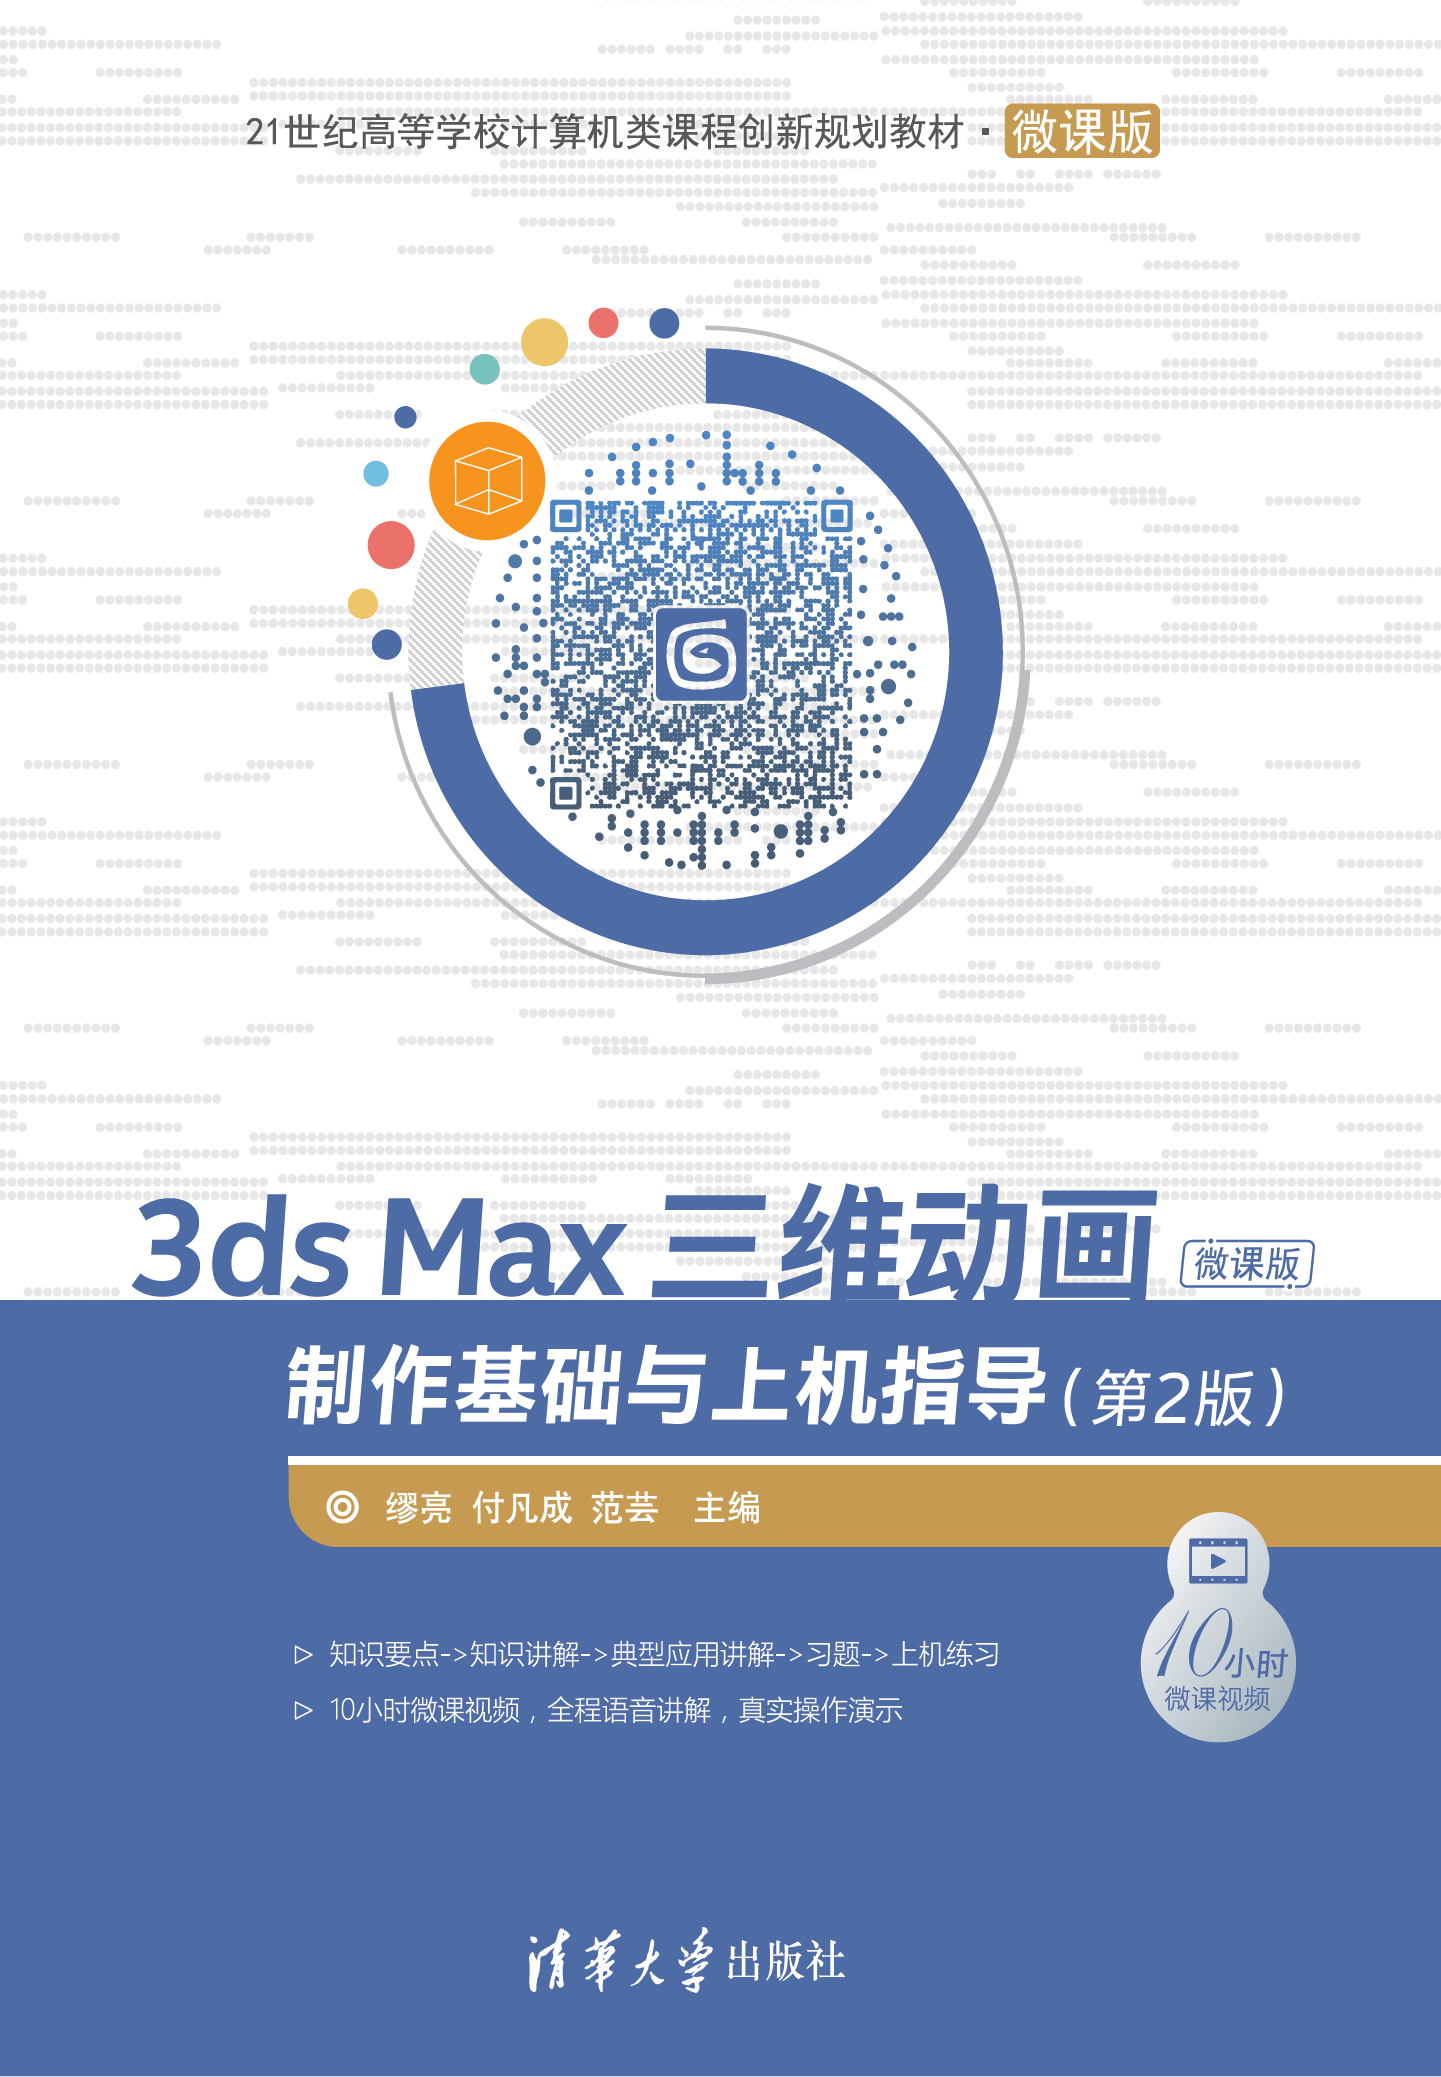 21世纪高等学校计算机类课程创新规划教材·微课版
3ds Max 三维动画 微课版
制作基础与上机指导（第2版）
缪亮 付凡成 范芸 主编
知识要点->知识讲解->典型应用讲解->习题->上机练习
10小时微课视频，全程语音讲解，真实操作演示
10小时
微课视频
清华大学出版社